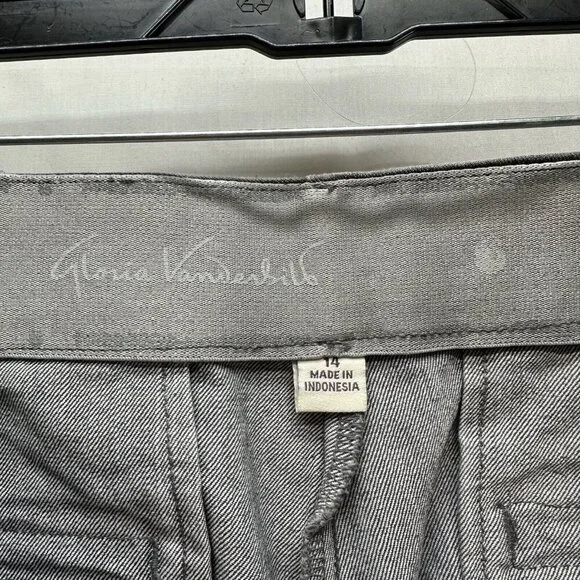 Gloria Vanderbilt
14
MADE IN
INDONESIA